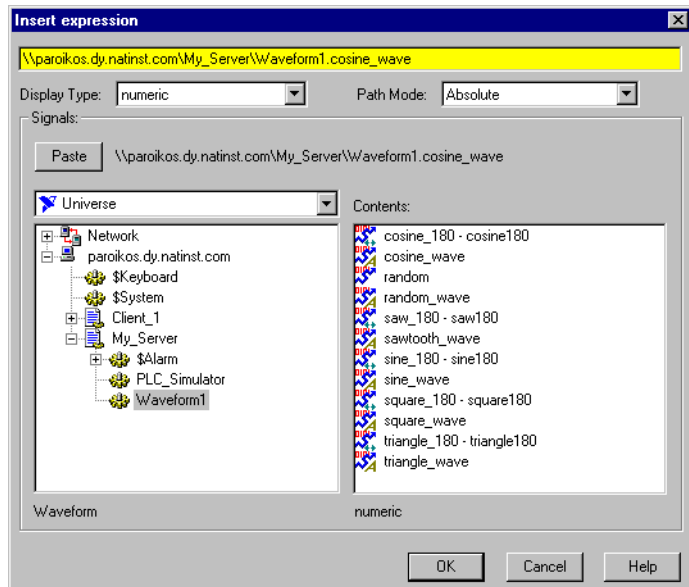 Insert expression
\\paroikos.dy.natinst.com\My_Server\Waveform1.cosine_wave
Display Type: numeric Path Mode: Absolute
Signals:
Paste \\paroikos.dy.natinst.com\My_Server\Waveform1.cosine_wave
Universe
Contents:
Network
paroikos.dy.natinst.com
$Keyboard
$System
Client_1
My_Server
$Alarm
PLC_Simulator
Waveform1
cosine_180 - cosine180
cosine_wave
random
random_wave
saw_180 - saw180
sawtooth_wave
sine_180 - sine180
sine_wave
square_180 - square180
square_wave
triangle_180 - triangle180
triangle_wave
Waveform
numeric
OK Cancel Help